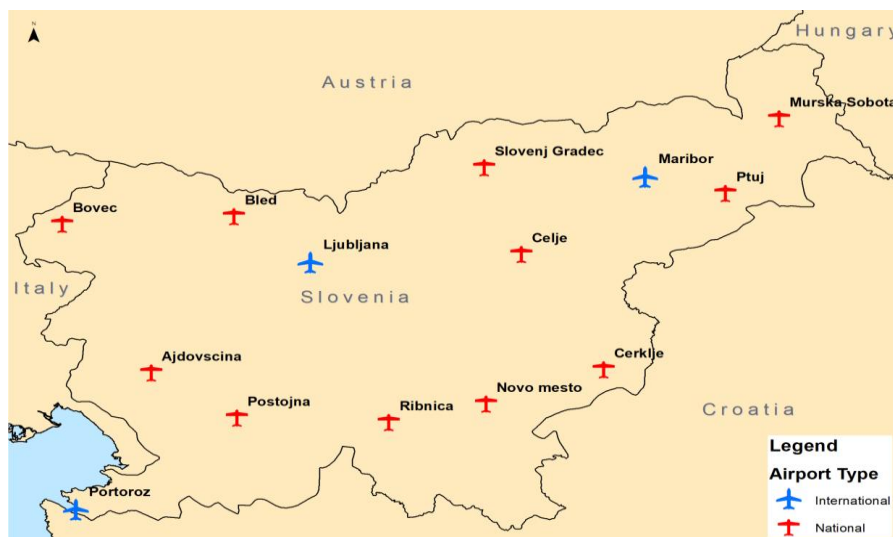 N
Hungary
Austria
Murska Sobota
Slovenj Gradec
Maribor
Ptuj
Bled
Bovec
Celje
Ljubljana
Italy
Slovenia
Ajdovscina
Cerklje
Novo mesto
Postojna
Ribnica
Croatia
Portoroz
Legend
Airport Type
International
National